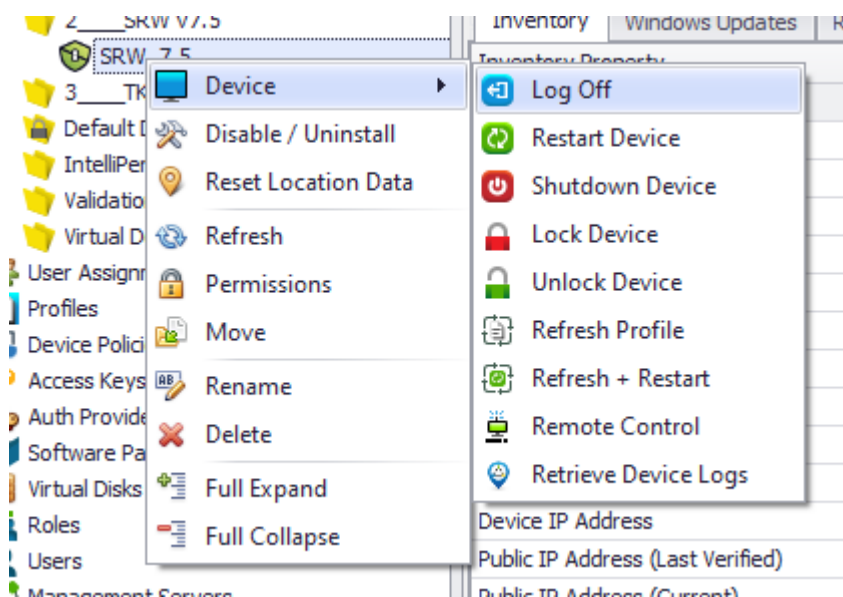 2____SRW v7.5
SRW_7.5
3____TK
Default D
IntelliPer
Validatio
Virtual D
User Assignm
Profiles
Device Polici
Access Keys
Auth Provide
Software Pa
Virtual Disks
Roles
Users
Management Servers
Device
Disable / Uninstall
Reset Location Data
Refresh
Permissions
Move
Rename
Delete
Full Expand
Full Collapse
Inventory
Windows Updates
R
Inventory Property
Log Off
Restart Device
Shutdown Device
Lock Device
Unlock Device
Refresh Profile
Refresh + Restart
Remote Control
Retrieve Device Logs
Device IP Address
Public IP Address (Last Verified)
Public IP Address (Current)